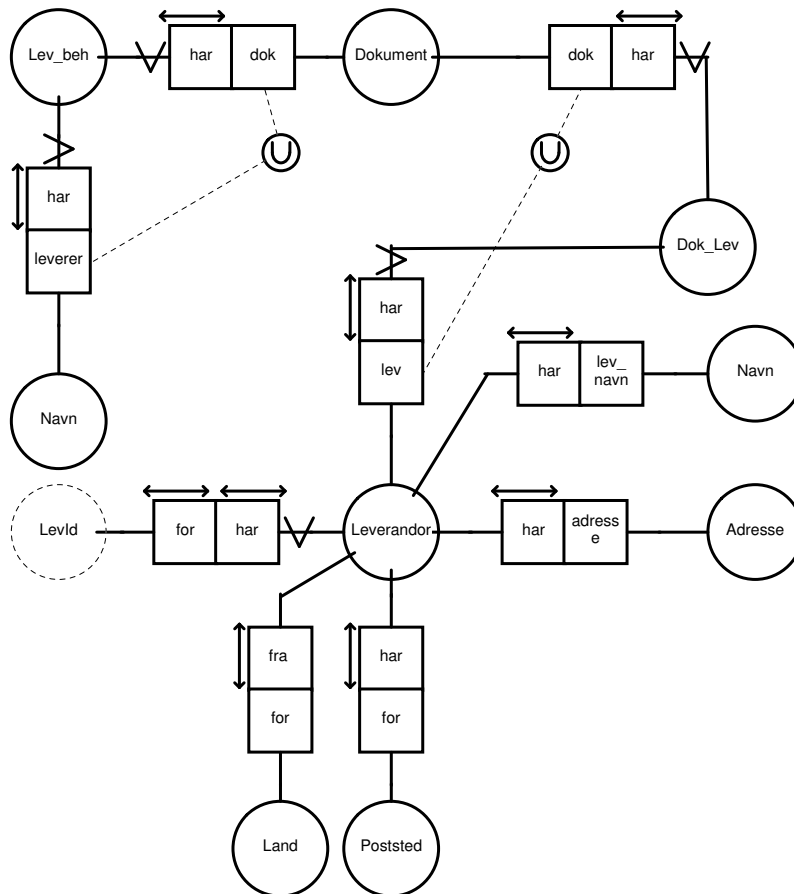 Lev_beh
har
dok
Dokument
dok
har
har
leverer
Dok_Lev
har
lev
har
lev_
navn
Navn
Navn
LevId
for
har
Leverandor
har
adress
e
Adresse
fra
for
har
for
Land
Poststed